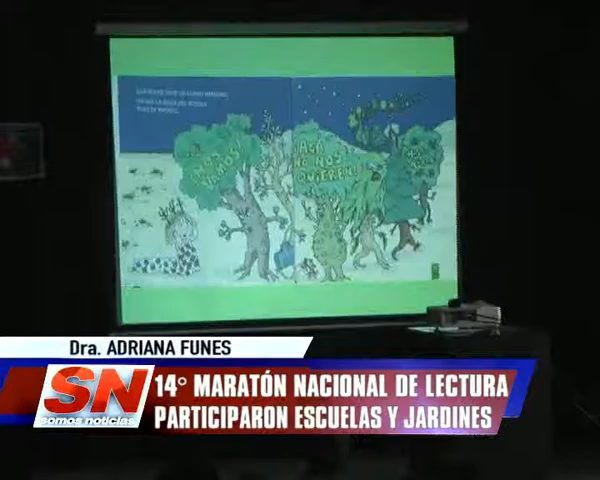 ¡NOS
VAMOS!
¡ACÁ
NO NOS
QUIEREN!
Dra. ADRIANA FUNES
SN
somos noticias
14° MARATÓN NACIONAL DE LECTURA
PARTICIPARON ESCUELAS Y JARDINES